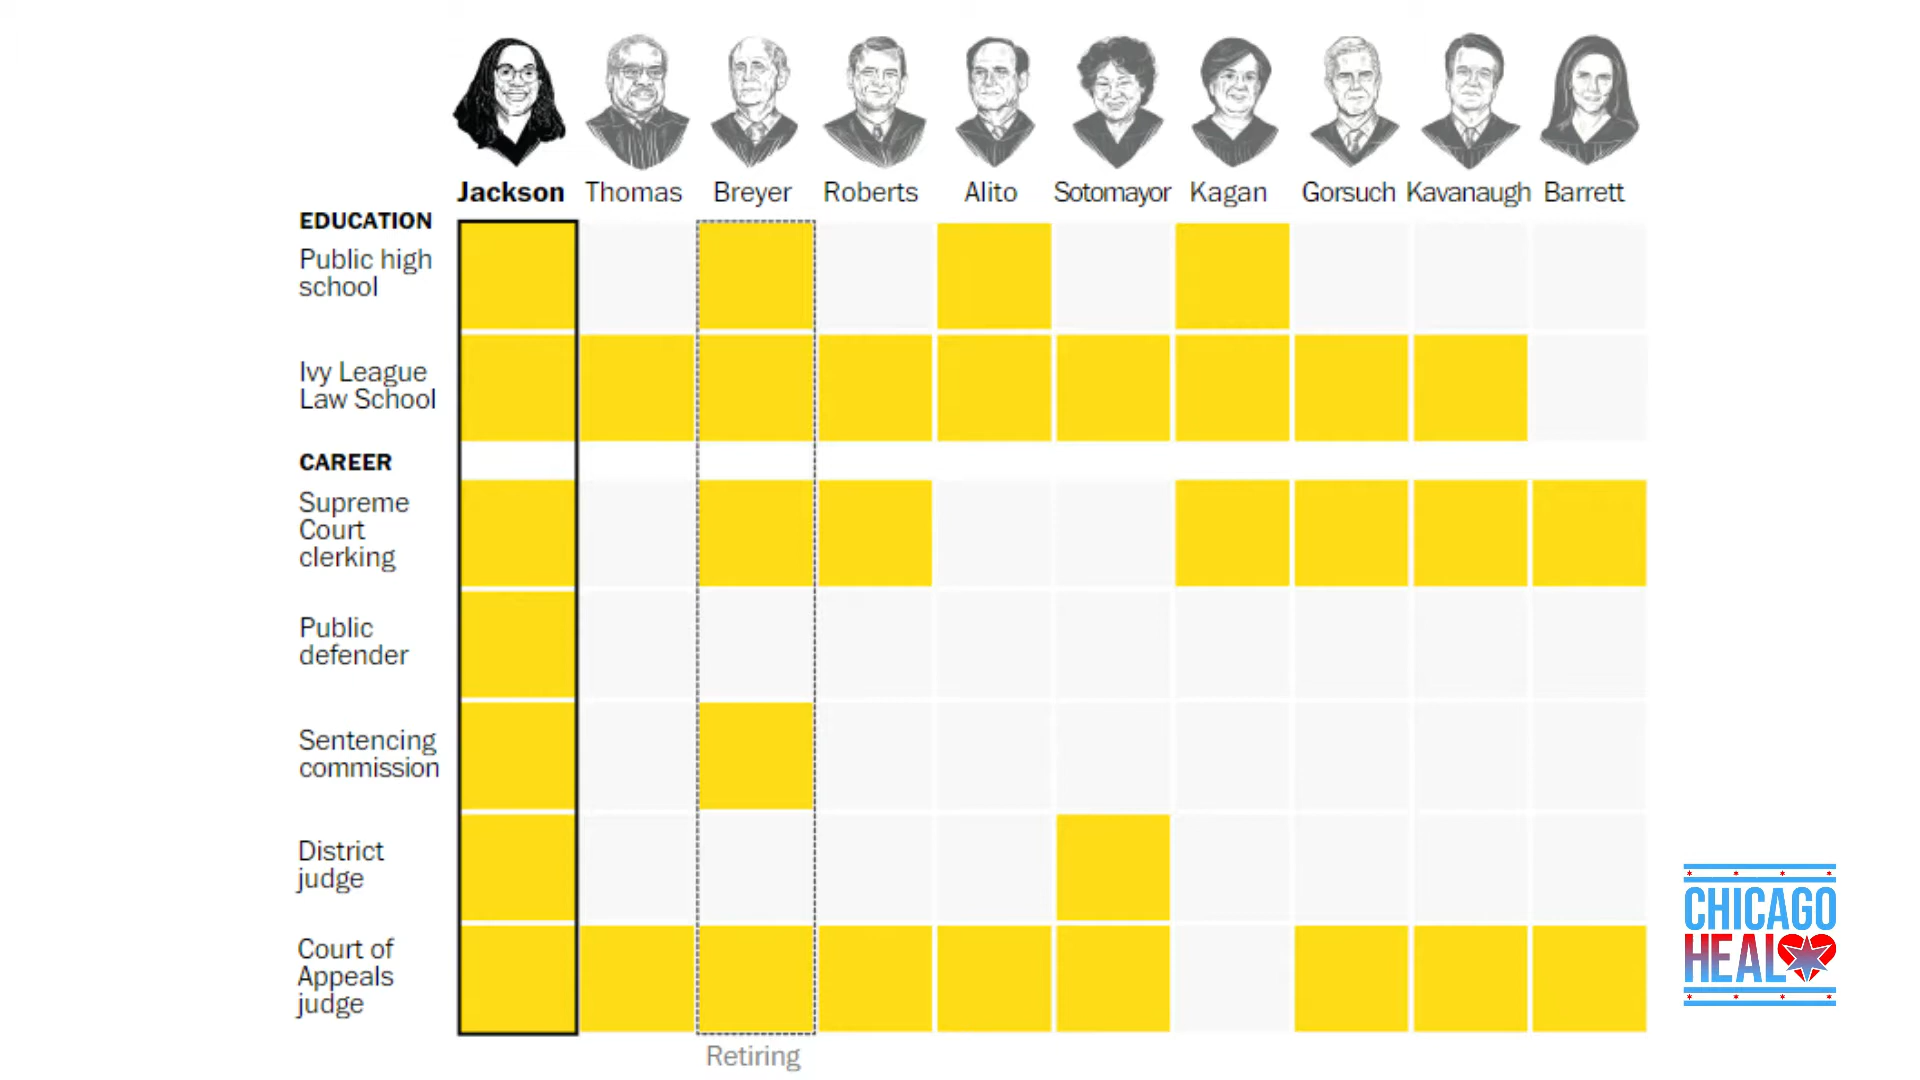 Jackson Thomas Breyer Roberts Alito Sotomayor Kagan Gorsuch Kavanaugh Barrett
EDUCATION
Public high
school
Ivy League
Law School
CAREER
Supreme
Court
clerking
Public
defender
Sentencing
commission
District
judge
Court of
Appeals
judge
Retiring
CHICAGO
HEAL